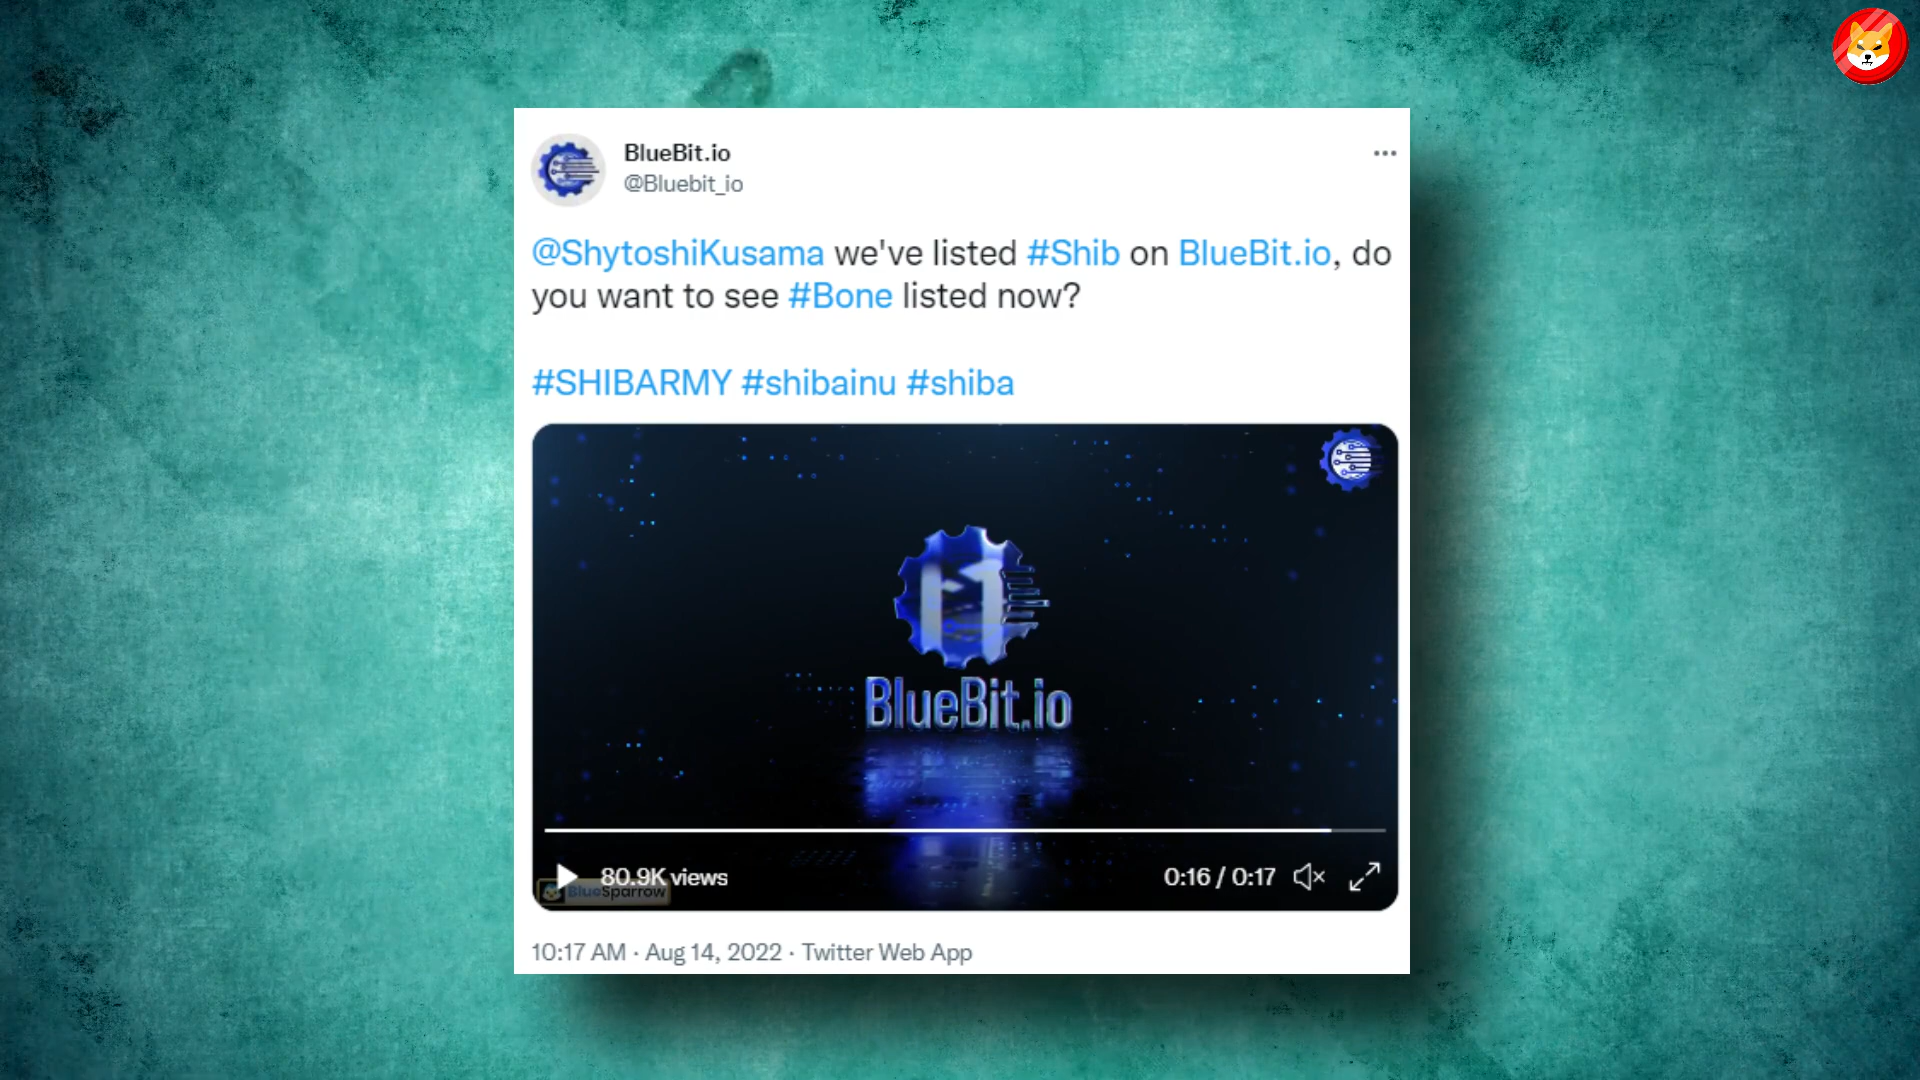 BlueBit.io
@Bluebit_io
@ShytoshiKusama we've listed #Shib on BlueBit.io, do
you want to see #Bone listed now?
#SHIBARMY #shibainu #shiba
BlueBit.io
80.9K views
0:16 / 0:17
BlueSparrow
10:17 AM · Aug 14, 2022 · Twitter Web App